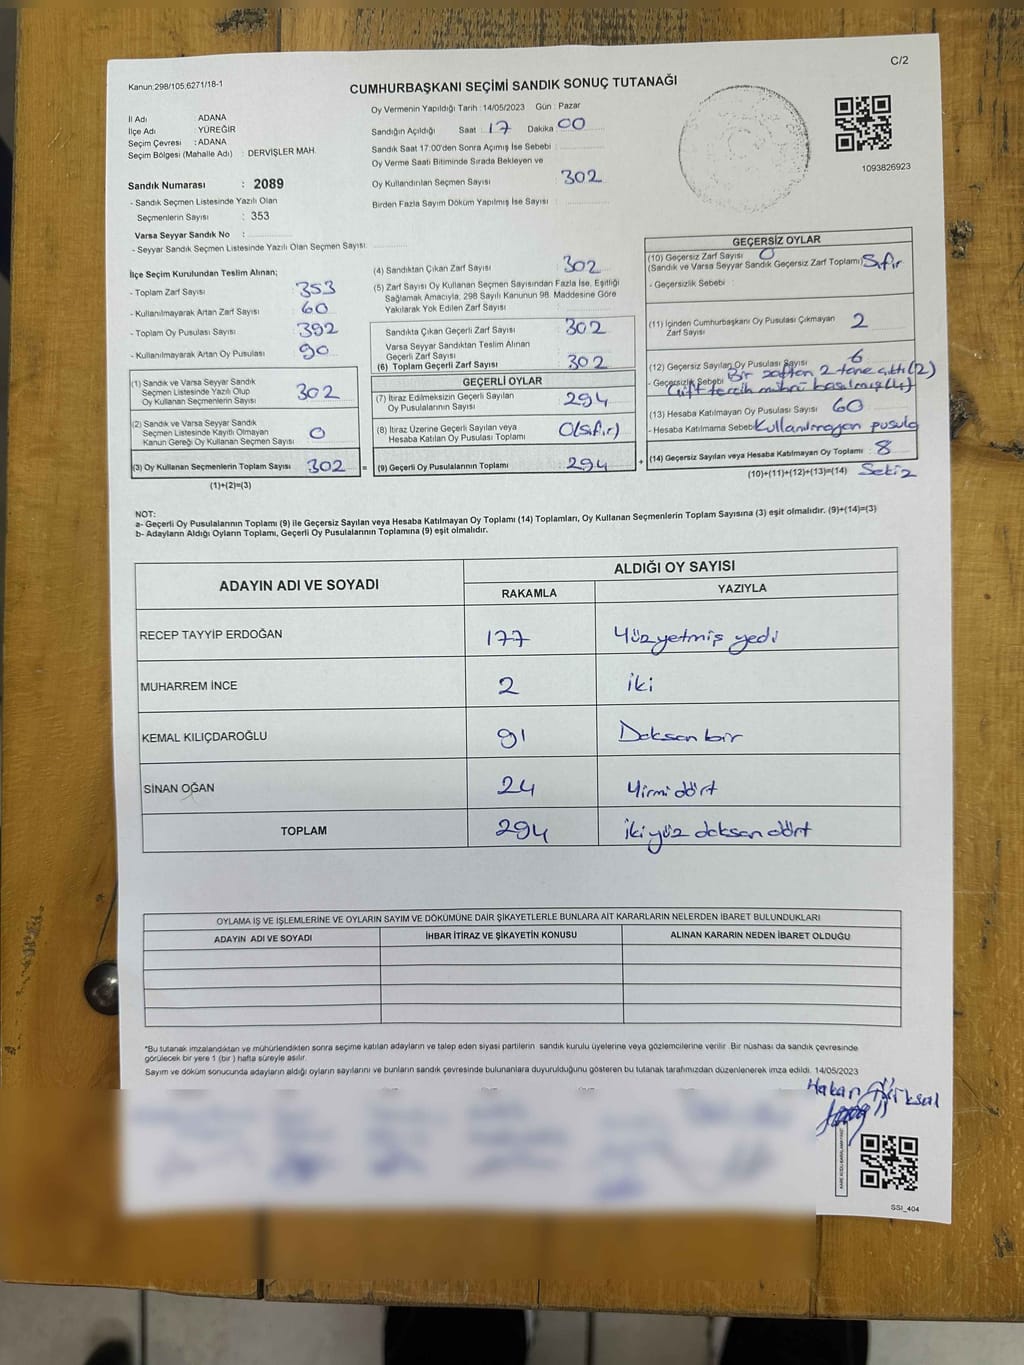 C/2
Kanun:298/105;6271/18-1
CUMHURBAŞKANI SEÇİMİ SANDIK SONUÇ TUTANAĞI
İl Adı ADANA
İlçe Adı : YÜREĞİR
Seçim Çevresi : ADANA
Seçim Bölgesi (Mahalle Adı) : DERVİŞLER MAH.
Sandık Numarası : 2089
- Sandık Seçmen Listesinde Yazılı Olan
Seçmenlerin Sayısı : 353
Varsa Seyyar Sandık No :
- Seyyar Sandık Seçmen Listesinde Yazılı Olan Seçmen Sayısı:
Oy Vermenin Yapıldığı Tarih : 14/05/2023 Gün : Pazar
Sandığın Açıldığı Saat : 17 Dakika 00
Sandık Saat 17:00'den Sonra Açımış İse Sebebi :
Oy Verme Saati Bitiminde Sırada Bekleyen ve
Oy Kullandırılan Seçmen Sayısı : 302
Birden Fazla Sayım Döküm Yapılmış İse Sayısı :
1093826923
İlçe Seçim Kurulundan Teslim Alınan;
- Toplam Zarf Sayısı : 353
- Kullanılmayarak Artan Zarf Sayısı : 60
- Toplam Oy Pusulası Sayısı : 392
- Kullanılmayarak Artan Oy Pusulası : 90
(1) Sandık ve Varsa Seyyar Sandık
Seçmen Listesinde Yazılı Olup
Oy Kullanan Seçmenlerin Sayısı : 302
(2) Sandık ve Varsa Seyyar Sandık
Seçmen Listesinde Kayıtlı Olmayan
Kanun Gereği Oy Kullanan Seçmen Sayısı : 0
(3) Oy Kullanan Seçmenlerin Toplam Sayısı : 302 =
(1)+(2)=(3)
(4) Sandıktan Çıkan Zarf Sayısı : 302
(5) Zarf Sayısı Oy Kullanan Seçmen Sayısından Fazla İse, Eşitliği
Sağlamak Amacıyla, 298 Sayılı Kanunun 98. Maddesine Göre
Yakılarak Yok Edilen Zarf Sayısı :
Sandıkta Çıkan Geçerli Zarf Sayısı : 302
Varsa Seyyar Sandıktan Teslim Alınan
Geçerli Zarf Sayısı :
(6) Toplam Geçerli Zarf Sayısı : 302
GEÇERLİ OYLAR
(7) İtiraz Edilmeksizin Geçerli Sayılan
Oy Pusulalarının Sayısı : 294
(8) İtiraz Üzerine Geçerli Sayılan veya
Hesaba Katılan Oy Pusulası Toplamı : 0(sıfır)
(9) Geçerli Oy Pusulalarının Toplamı : 294 +
GEÇERSİZ OYLAR
(10) Geçersiz Zarf Sayısı 0
(Sandık ve Varsa Seyyar Sandık Geçersiz Zarf Toplamı) Sıfır
- Geçersizlik Sebebi :
(11) İçinden Cumhurbaşkanı Oy Pusulası Çıkmayan
Zarf Sayısı 2
(12) Geçersiz Sayılan Oy Pusulası Sayısı 6
- Geçersizlik Sebebi Bir zaftan 2 tane çıktı(2)
Çift tercih mührü basılmış(4)
(13) Hesaba Katılmayan Oy Pusulası Sayısı 60
- Hesaba Katılmama Sebebi Kullanılmayan pusula
(14) Geçersiz Sayılan veya Hesaba Katılmayan Oy Toplamı : 8
(10)+(11)+(12)+(13)=(14) Sekiz
NOT:
a- Geçerli Oy Pusulalarının Toplamı (9) ile Geçersiz Sayılan veya Hesaba Katılmayan Oy Toplamı (14) Toplamları, Oy Kullanan Seçmenlerin Toplam Sayısına (3) eşit olmalıdır. (9)+(14)=(3)
b- Adayların Aldığı Oyların Toplamı, Geçerli Oy Pusulalarının Toplamına (9) eşit olmalıdır.
ADAYIN ADI VE SOYADI
ALDIĞI OY SAYISI
RAKAMLA YAZIYLA
RECEP TAYYİP ERDOĞAN 177 Yüzyetmiş yedi
MUHARREM İNCE 2 iki
KEMAL KILIÇDAROĞLU 91 Doksan bir
SİNAN OĞAN 24 Yirmi dört
TOPLAM 294 iki yüz doksan dört
OYLAMA İŞ VE İŞLEMLERİNE VE OYLARIN SAYIM VE DÖKÜMÜNE DAİR ŞİKAYETLERLE BUNLARA AİT KARARLARIN NELERDEN İBARET BULUNDUKLARI
ADAYIN ADI VE SOYADI İHBAR İTİRAZ VE ŞİKAYETİN KONUSU ALINAN KARARIN NEDEN İBARET OLDUĞU
*Bu tutanak imzalandıktan ve mühürlendikten sonra seçime katılan adayların ve talep eden siyasi partilerin sandık kurulu üyelerine veya gözlemcilerine verilir. Bir nüshası da sandık çevresinde
görülecek bir yere 1 (bir) hafta süreyle asılır.
Sayım ve döküm sonucunda adayların aldığı oyların sayılarını ve bunların sandık çevresinde bulunanlara duyurulduğunu gösteren bu tutanak tarafımızdan düzenlenerek imza edildi. 14/05/2023
Hakan
SSI_404